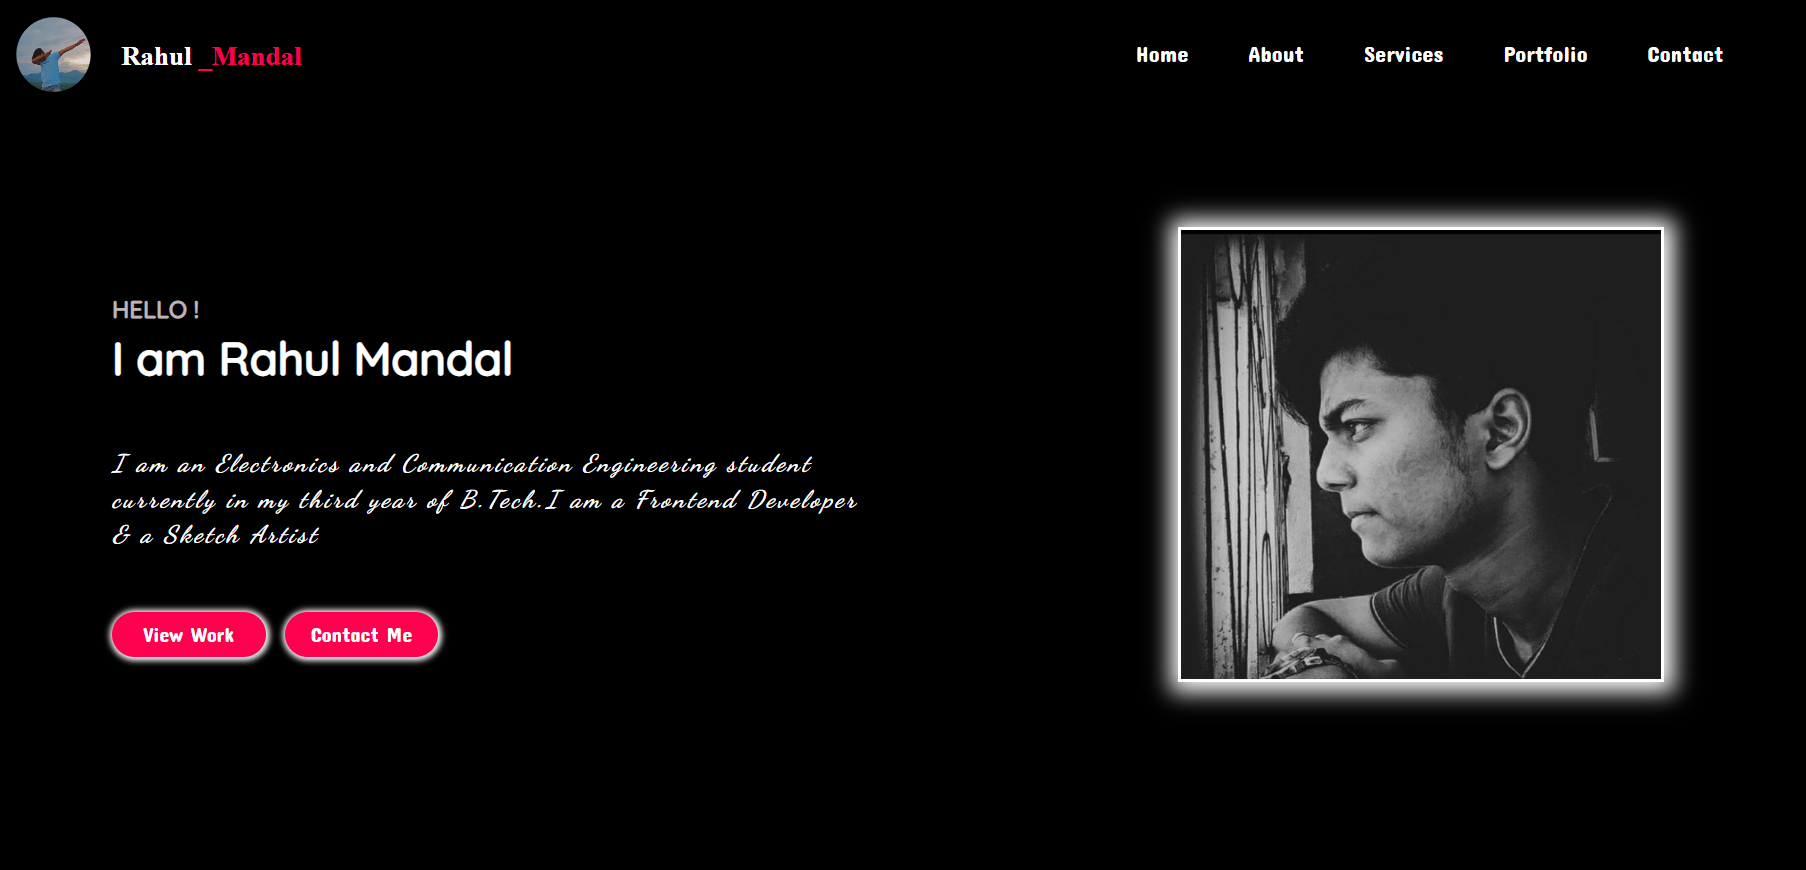 Rahul _Mandal
Home About Services Portfolio Contact
HELLO !
I am Rahul Mandal
I am an Electronics and Communication Engineering student
currently in my third year of B.Tech.I am a Frontend Developer
& a Sketch Artist
View Work Contact Me